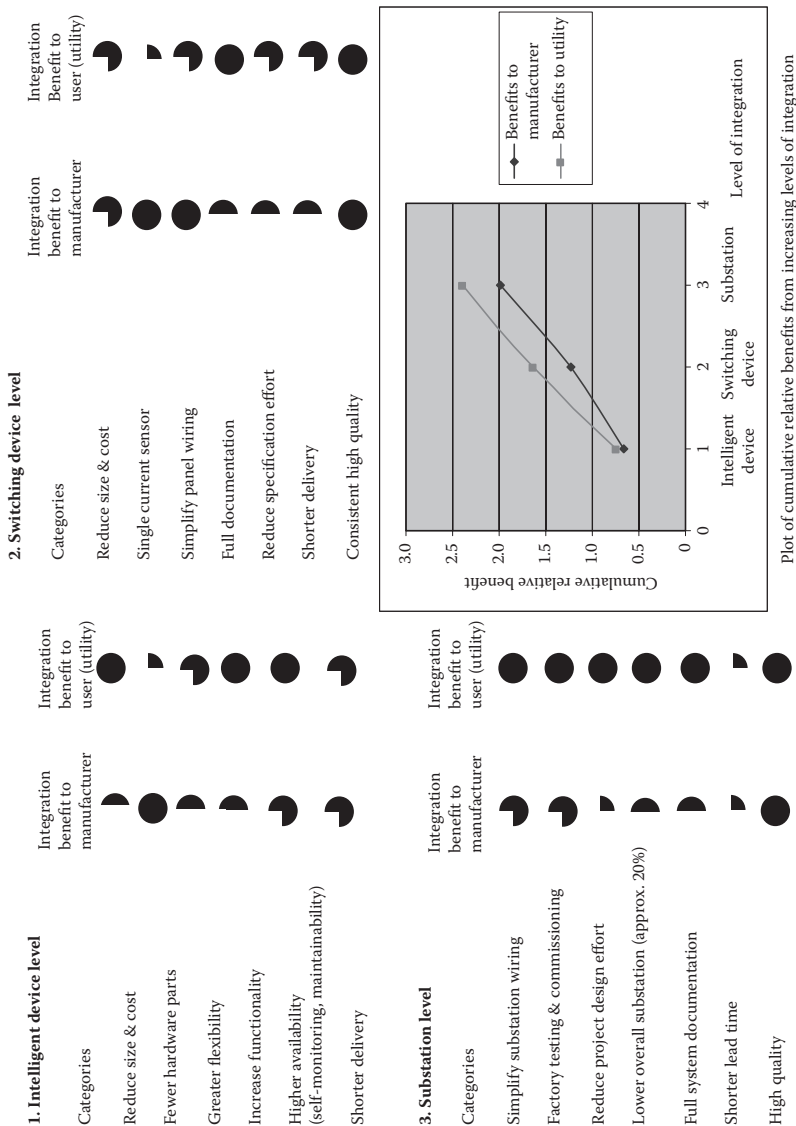 1. Intelligent device level
Categories
Integration
benefit to
manufacturer
Integration
benefit to
user (utility)
Reduce size & cost
Fewer hardware parts
Greater flexibility
Increase functionality
Higher availability
(self-monitoring, maintainability)
Shorter delivery
2. Switching device level
Categories
Integration
benefit to
manufacturer
Integration
Benefit to
user (utility)
Reduce size & cost
Single current sensor
Simplify panel wiring
Full documentation
Reduce specification effort
Shorter delivery
Consistent high quality
3. Substation level
Categories
Integration
benefit to
manufacturer
Integration
benefit to
user (utility)
Simplify substation wiring
Factory testing & commissioning
Reduce project design effort
Lower overall substation (approx. 20%)
Full system documentation
Shorter lead time
High quality
Cumulative relative benefit
3.0
2.5
2.0
1.5
1.0
0.5
0
0 1 2 3 4
Intelligent
device
Switching
device
Substation
Level of integration
Benefits to
manufacturer
Benefits to utility
Plot of cumulative relative benefits from increasing levels of integration